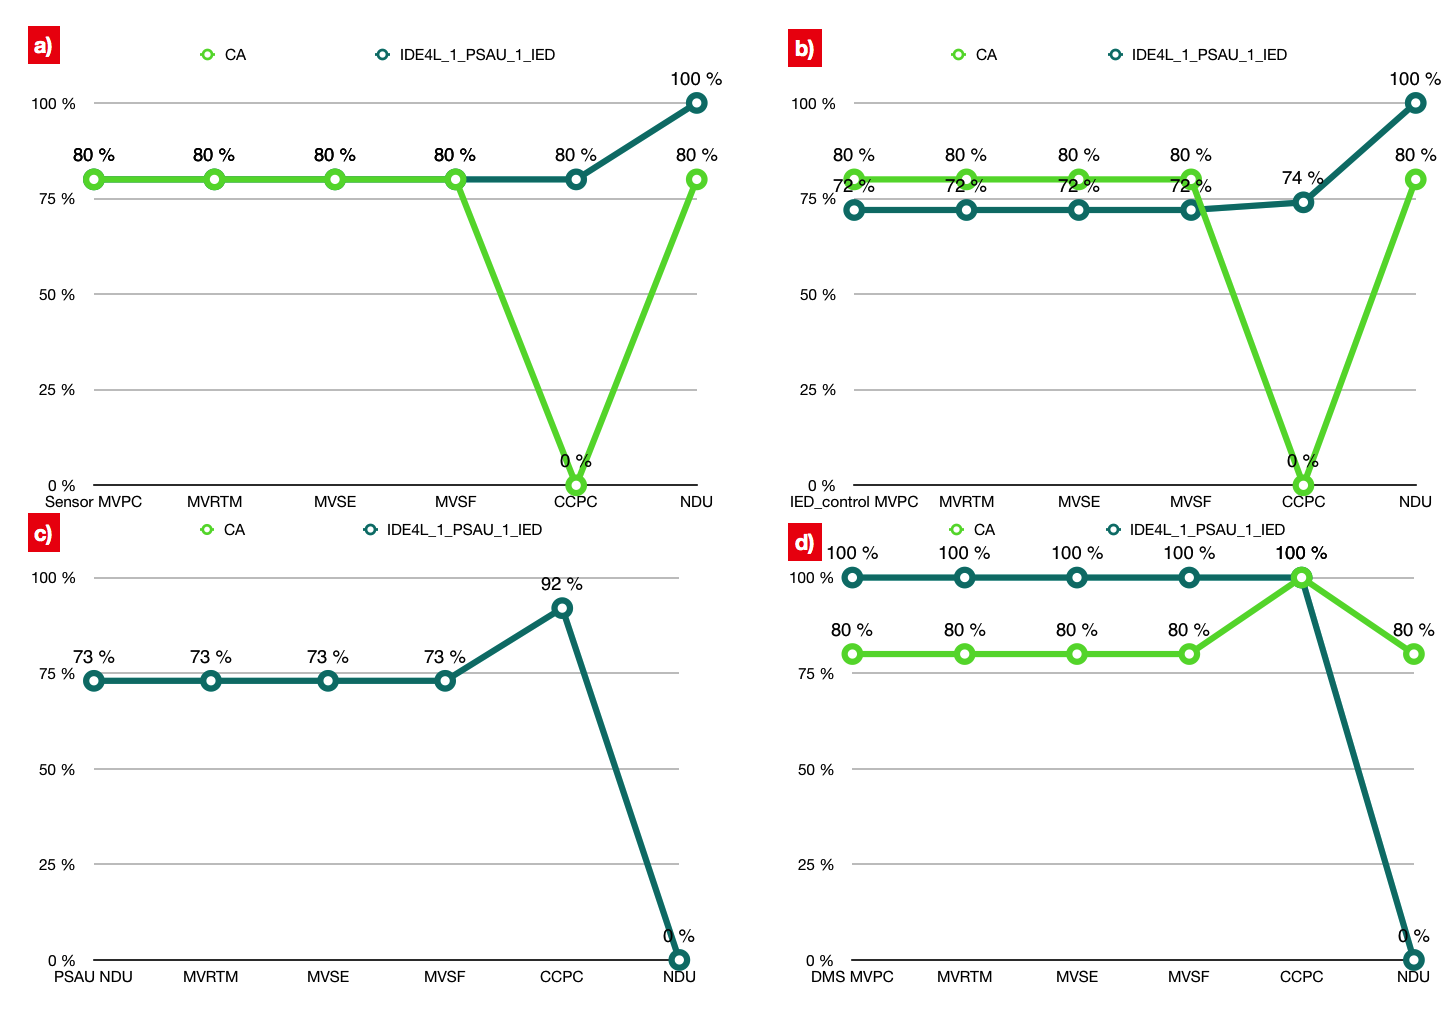 a)
CA
IDE4L_1_PSAU_1_IED
100 %
100 %
80 %
80 %
80 %
80 %
80 %
80 %
75 %
50 %
25 %
0 %
0 %
Sensor MVPC
MVRTM
MVSE
MVSF
CCPC
NDU
b)
CA
IDE4L_1_PSAU_1_IED
100 %
100 %
80 %
80 %
80 %
80 %
80 %
72 %
72 %
72 %
72 %
74 %
75 %
50 %
25 %
0 %
0 %
IED_control MVPC
MVRTM
MVSE
MVSF
CCPC
NDU
c)
CA
IDE4L_1_PSAU_1_IED
100 %
92 %
73 %
73 %
73 %
73 %
75 %
50 %
25 %
0 %
0 %
PSAU NDU
MVRTM
MVSE
MVSF
CCPC
NDU
d)
CA
IDE4L_1_PSAU_1_IED
100 %
100 %
100 %
100 %
100 %
100 %
80 %
80 %
80 %
80 %
80 %
75 %
50 %
25 %
0 %
0 %
DMS MVPC
MVRTM
MVSE
MVSF
CCPC
NDU